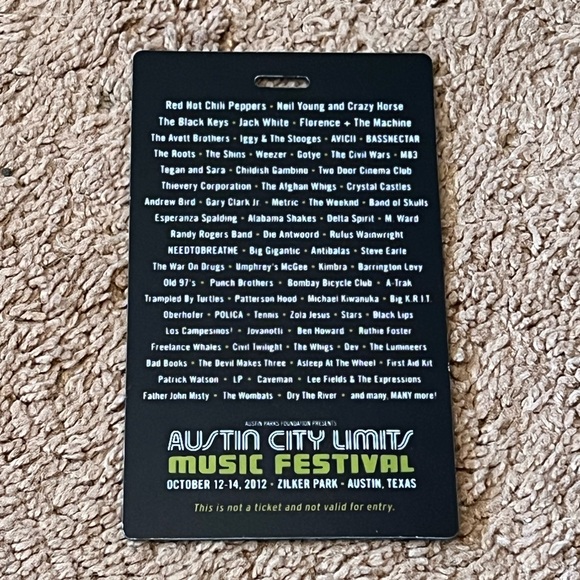 Red Hot Chili Peppers • Neil Young and Crazy Horse
The Black Keys • Jack White • Florence + The Machine
The Avett Brothers • Iggy & The Stooges • AVICII • BASSNECTAR
The Roots • The Shins • Weezer • Gotye • The Civil Wars • M83
Tegan and Sara • Childish Gambino • Two Door Cinema Club
Thievery Corporation • The Afghan Whigs • Crystal Castles
Andrew Bird • Gary Clark Jr • Metric • The Weeknd • Band of Skulls
Esperanza Spalding • Alabama Shakes • Delta Spirit • M. Ward
Randy Rogers Band • Die Antwoord • Rufus Wainwright
NEEDTOBREATHE • Big Gigantic • Antibalas • Steve Earle
The War On Drugs • Umphrey's McGee • Kimbra • Barrington Levy
Old 97's • Punch Brothers • Bombay Bicycle Club • A-Trak
Trampled By Turtles • Patterson Hood • Michael Kiwanuka • Big K.R.I.T.
Oberhofer • POLICA • Tennis • Zola Jesus • Stars • Black Lips
Los Campesinos! • Jovanotti • Ben Howard • Ruthie Foster
Freelance Whales • Civil Twilight • The Whigs • Dev • The Lumineers
Bad Books • The Devil Makes Three • Asleep At The Wheel • First Aid Kit
Patrick Watson • LP • Caveman • Lee Fields & The Expressions
Father John Misty • The Wombats • Dry The River • and many, MANY more!
AUSTIN PARKS FOUNDATION PRESENTS
AUSTIN CITY LIMITS
MUSIC FESTIVAL
OCTOBER 12-14, 2012 • ZILKER PARK • AUSTIN, TEXAS
This is not a ticket and not valid for entry.